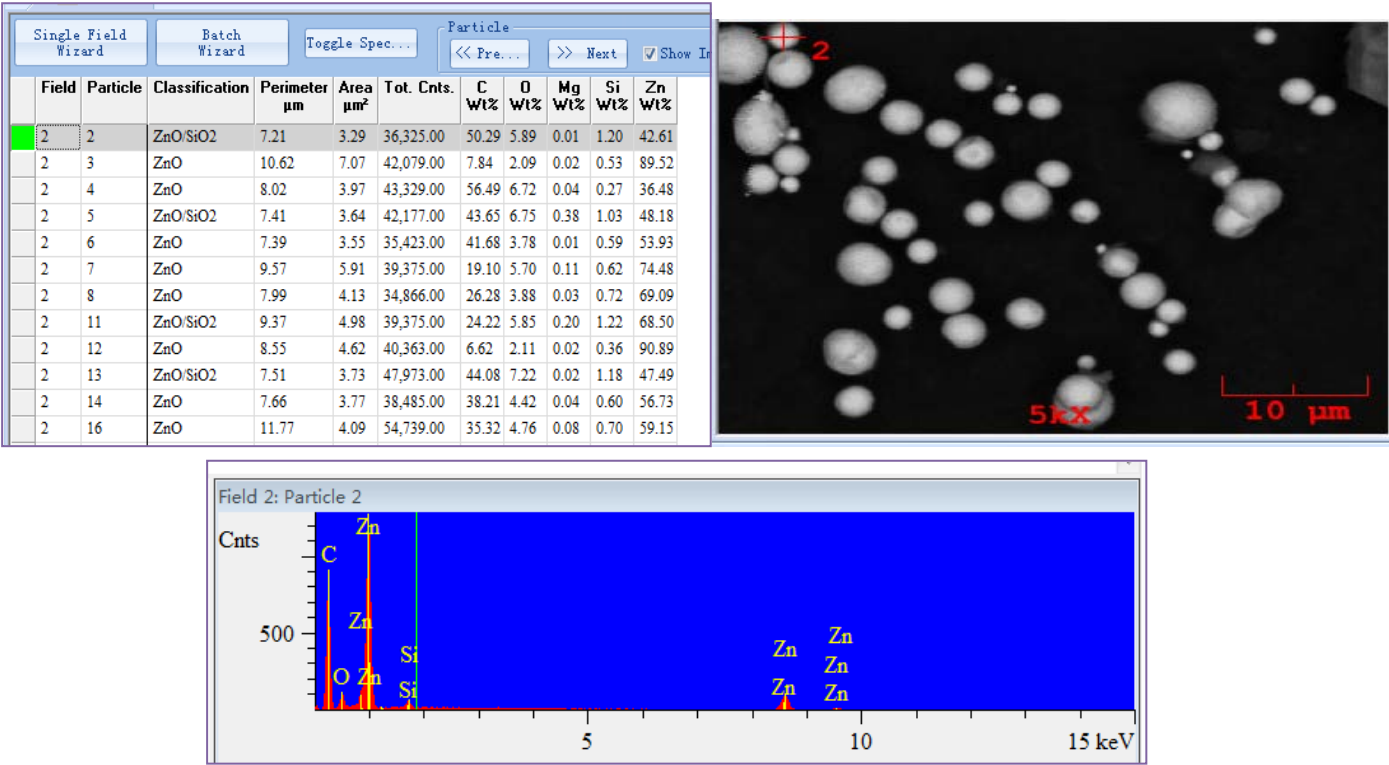 Single Field Wizard
Batch Wizard
Toggle Spec...
Particle
<< Pre...
>> Next
Show
Field Particle Classification Perimeter µm Area µm² Tot. Cnts. C Wt% O Wt% Mg Wt% Si Wt% Zn Wt%
2 2 ZnO/SiO2 7.21 3.29 36,325.00 50.29 5.89 0.01 1.20 42.61
2 3 ZnO 10.62 7.07 42,079.00 7.84 2.09 0.02 0.53 89.52
2 4 ZnO 8.02 3.97 43,329.00 56.49 6.72 0.04 0.27 36.48
2 5 ZnO/SiO2 7.41 3.64 42,177.00 43.65 6.75 0.38 1.03 48.18
2 6 ZnO 7.39 3.55 35,423.00 41.68 3.78 0.01 0.59 53.93
2 7 ZnO 9.57 5.91 39,375.00 19.10 5.70 0.11 0.62 74.48
2 8 ZnO 7.99 4.13 34,866.00 26.28 3.88 0.03 0.72 69.09
2 11 ZnO/SiO2 9.37 4.98 39,375.00 24.22 5.85 0.20 1.22 68.50
2 12 ZnO 8.55 4.62 40,363.00 6.62 2.11 0.02 0.36 90.89
2 13 ZnO/SiO2 7.51 3.73 47,973.00 44.08 7.22 0.02 1.18 47.49
2 14 ZnO 7.66 3.77 38,485.00 38.21 4.42 0.04 0.60 56.73
2 16 ZnO 11.77 4.09 54,739.00 35.32 4.76 0.08 0.70 59.15
2
5kX
10 µm
Field 2: Particle 2
Cnts
Zn
C
Zn
500
Zn
Si
Zn
Zn
O Zn
Si
Zn
Zn
5 10 15 keV